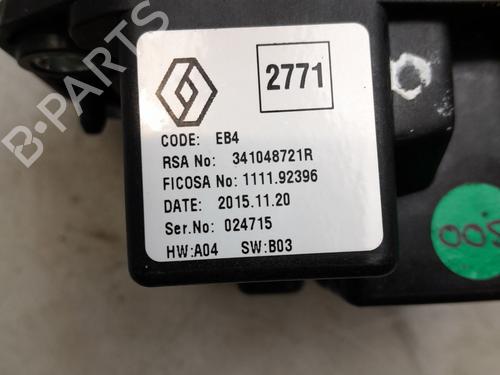 B-PARTS
2771
CODE: EB4
RSA No: 341048721R
FICOSA No: 1111.92396
DATE: 2015.11.20
Ser.No: 024715
HW:A04 SW:B03